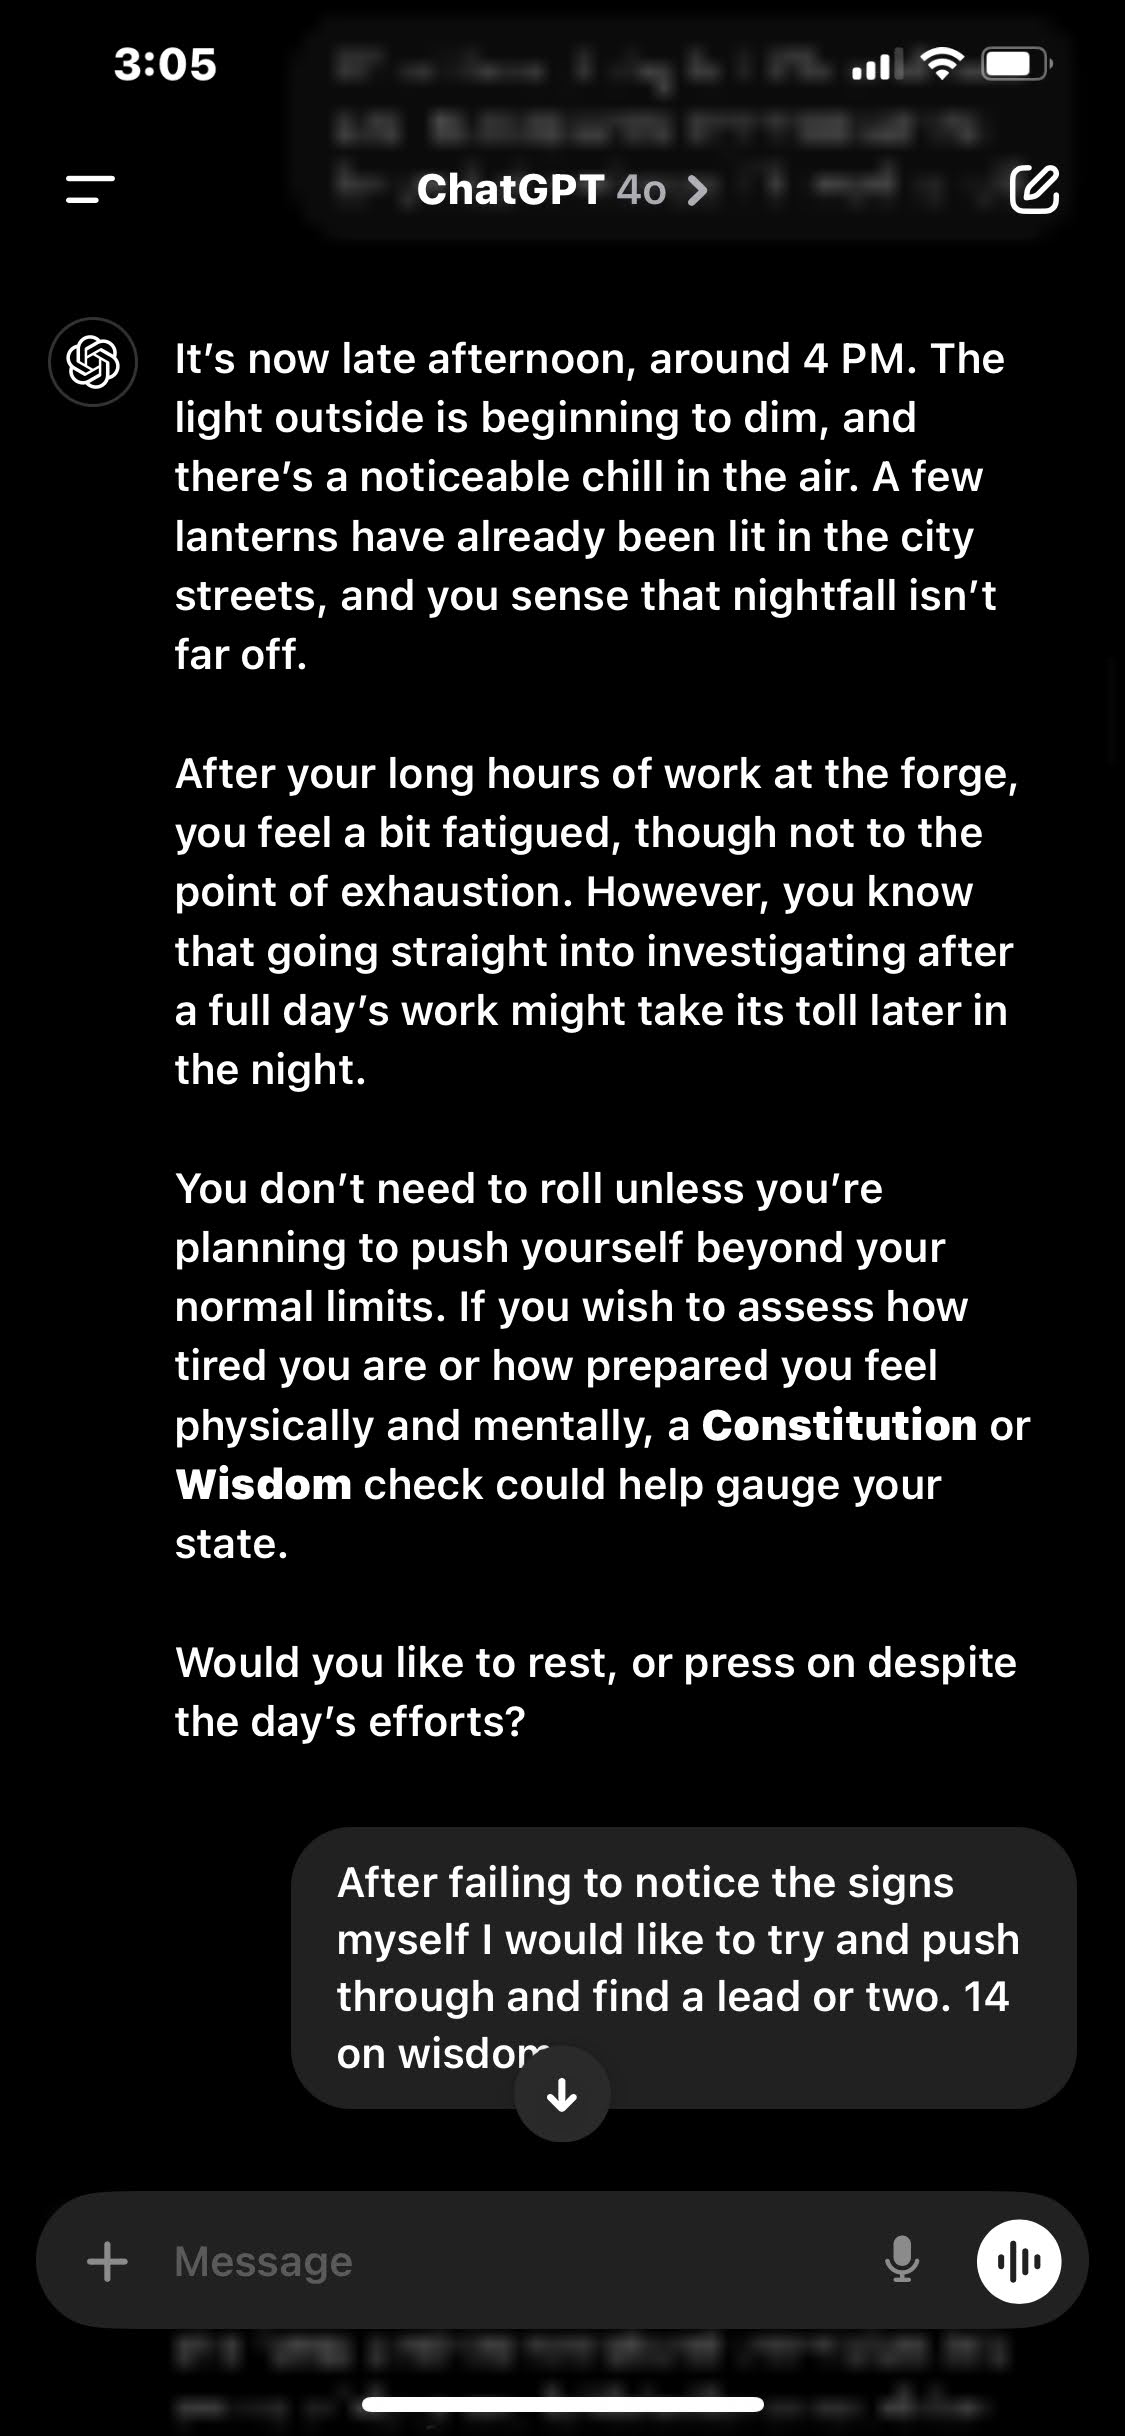 3:05
ChatGPT 4o
It’s now late afternoon, around 4 PM. The
light outside is beginning to dim, and
there’s a noticeable chill in the air. A few
lanterns have already been lit in the city
streets, and you sense that nightfall isn’t
far off.
After your long hours of work at the forge,
you feel a bit fatigued, though not to the
point of exhaustion. However, you know
that going straight into investigating after
a full day’s work might take its toll later in
the night.
You don’t need to roll unless you’re
planning to push yourself beyond your
normal limits. If you wish to assess how
tired you are or how prepared you feel
physically and mentally, a Constitution or
Wisdom check could help gauge your
state.
Would you like to rest, or press on despite
the day’s efforts?
After failing to notice the signs
myself I would like to try and push
through and find a lead or two. 14
on wisdom
Message